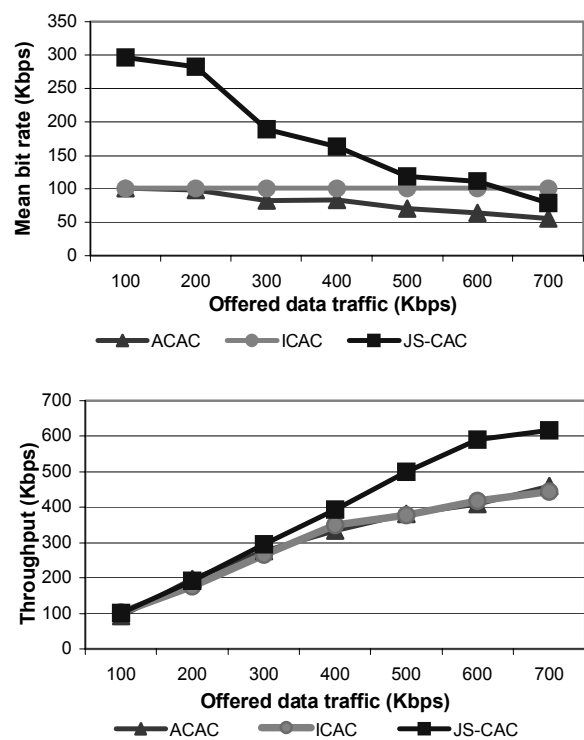 350
300
250
200
150
100
50
0
Mean bit rate (Kbps)
100 200 300 400 500 600 700
Offered data traffic (Kbps)
ACAC ICAC JS-CAC
700
600
500
400
300
200
100
0
Throughput (Kbps)
100 200 300 400 500 600 700
Offered data traffic (Kbps)
ACAC ICAC JS-CAC